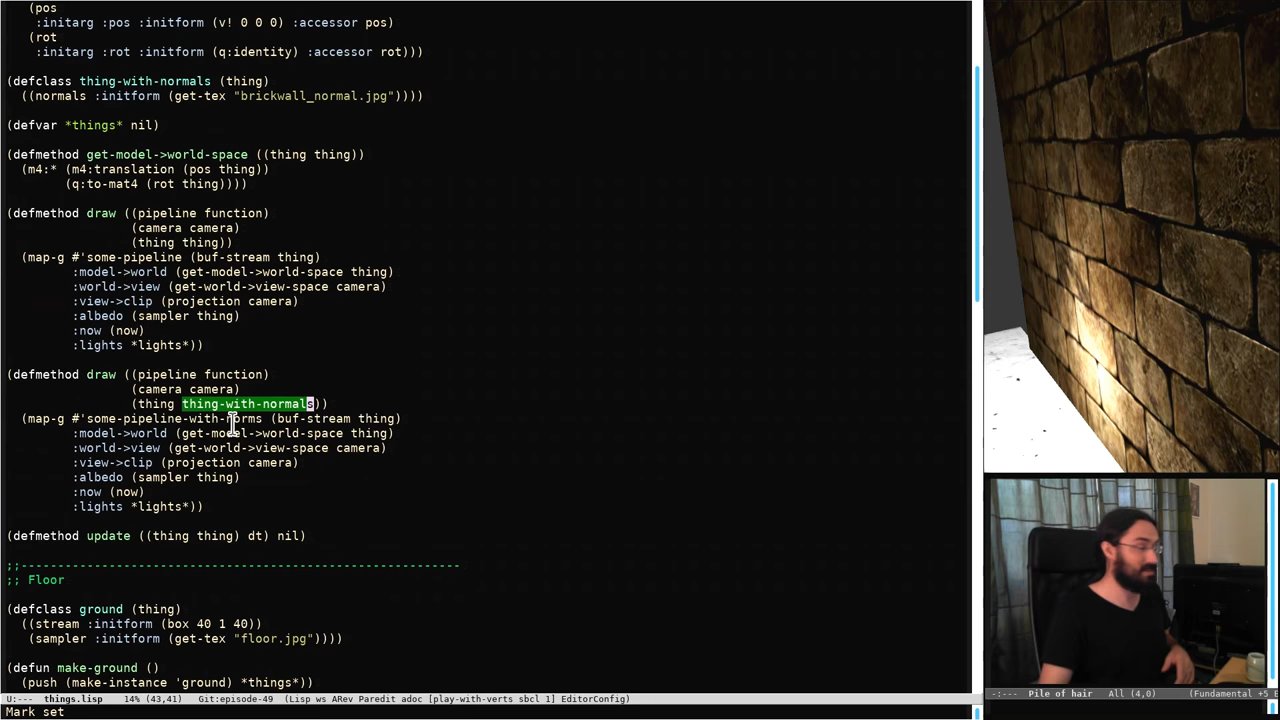 (pos
:initarg :pos :initform (v! 0 0 0) :accessor pos)
(rot
:initarg :rot :initform (q:identity) :accessor rot)))
(defclass thing-with-normals (thing)
((normals :initform (get-tex "brickwall_normal.jpg"))))
(defvar *things* nil)
(defmethod get-model->world-space ((thing thing))
(m4:* (m4:translation (pos thing))
(q:to-mat4 (rot thing))))
(defmethod draw ((pipeline function)
(camera camera)
(thing thing))
(map-g #'some-pipeline (buf-stream thing)
:model->world (get-model->world-space thing)
:world->view (get-world->view-space camera)
:view->clip (projection camera)
:albedo (sampler thing)
:now (now)
:lights *lights*))
(defmethod draw ((pipeline function)
(camera camera)
(thing thing-with-normals))
(map-g #'some-pipeline-with-norms (buf-stream thing)
:model->world (get-model->world-space thing)
:world->view (get-world->view-space camera)
:view->clip (projection camera)
:albedo (sampler thing)
:now (now)
:lights *lights*))
(defmethod update ((thing thing) dt) nil)
;;------------------------------------------------------------
;; Floor
(defclass ground (thing)
((stream :initform (box 40 1 40))
(sampler :initform (get-tex "floor.jpg"))))
(defun make-ground ()
(push (make-instance 'ground) *things*))
U:--- things.lisp 14% (43,41) Git:episode-49 (Lisp ws ARev Paredit adoc [play-with-verts sbcl 1] EditorConfig)
Mark set
-:--- Pile of hair All (4,0) (Fundamental +5 E